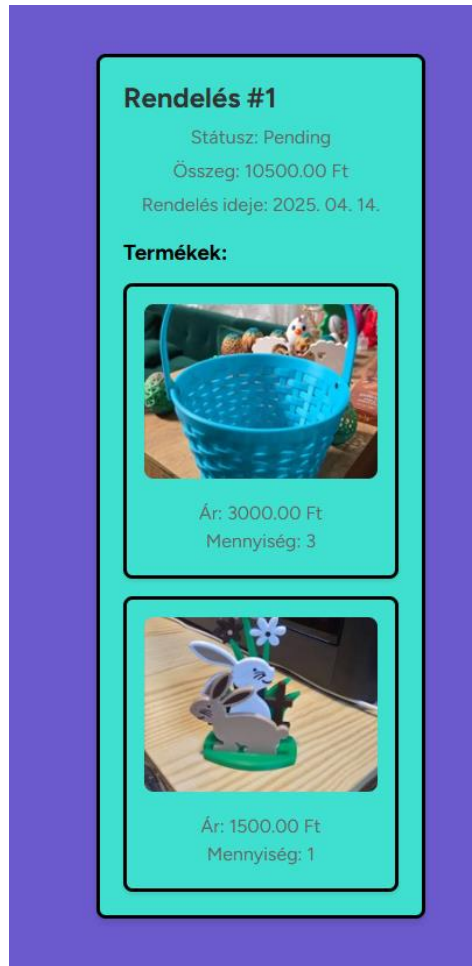 Rendelés #1
Státusz: Pending
Összeg: 10500.00 Ft
Rendelés ideje: 2025. 04. 14.
Termékek:
Ár: 3000.00 Ft
Mennyiség: 3
Ár: 1500.00 Ft
Mennyiség: 1